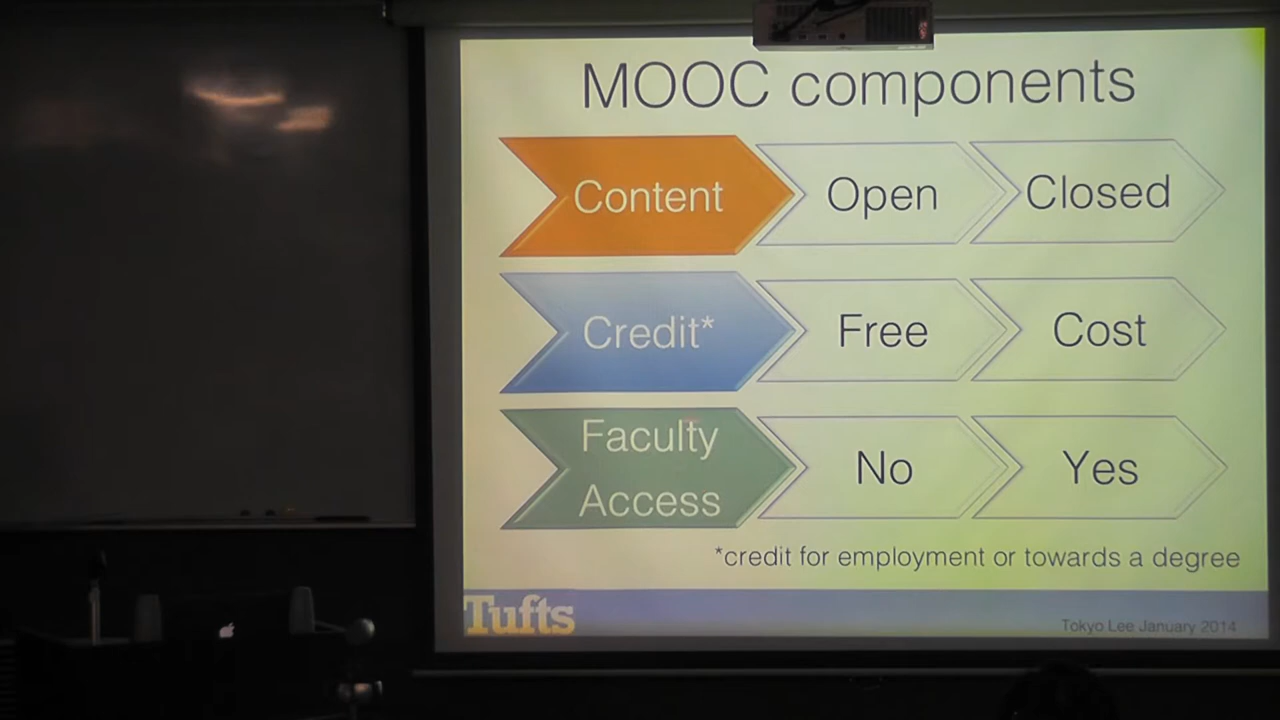 MOOC components
Content
Open
Closed
Credit*
Free
Cost
Faculty
Access
No
Yes
*credit for employment or towards a degree
Tufts
Tokyo Lee January 2014